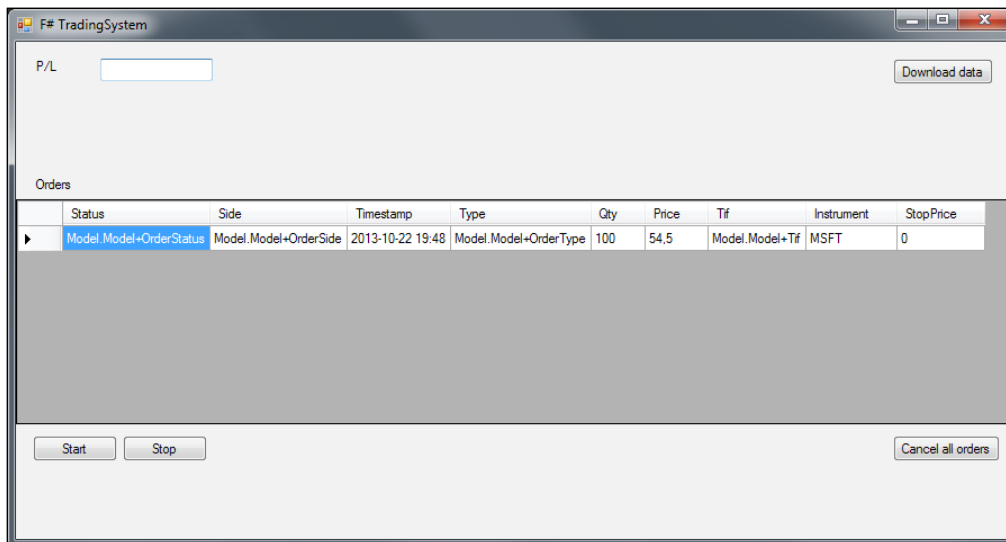 F# TradingSystem
P/L
Download data
Orders
Status Side Timestamp Type Qty Price Tif Instrument StopPrice
Model.Model+OrderStatus Model.Model+OrderSide 2013-10-22 19:48 Model.Model+OrderType 100 54,5 Model.Model+Tif MSFT 0
Start Stop Cancel all orders